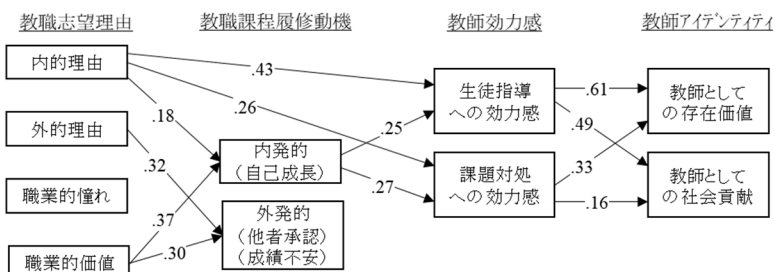 教職志望理由
教職課程履修動機
教師効力感
教師アイデンティティ
内的理由
外的理由
職業的憧れ
職業的価値
内発的
（自己成長）
外発的
（他者承認）
（成績不安）
生徒指導
への効力感
課題対処
への効力感
教師として
の存在価値
教師として
の社会貢献
.43
.26
.18
.32
.37
.30
.25
.27
.61
.49
.33
.16